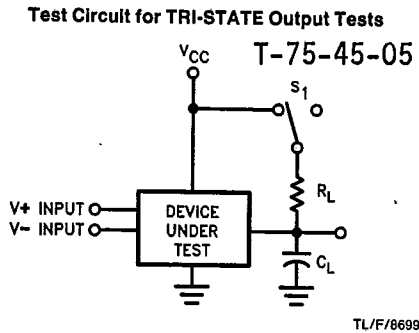 Test Circuit for TRI-STATE Output Tests
T-75-45-05
VCC
S1
RL
V+ INPUT
V- INPUT
DEVICE
UNDER
TEST
CL
TL/F/8699